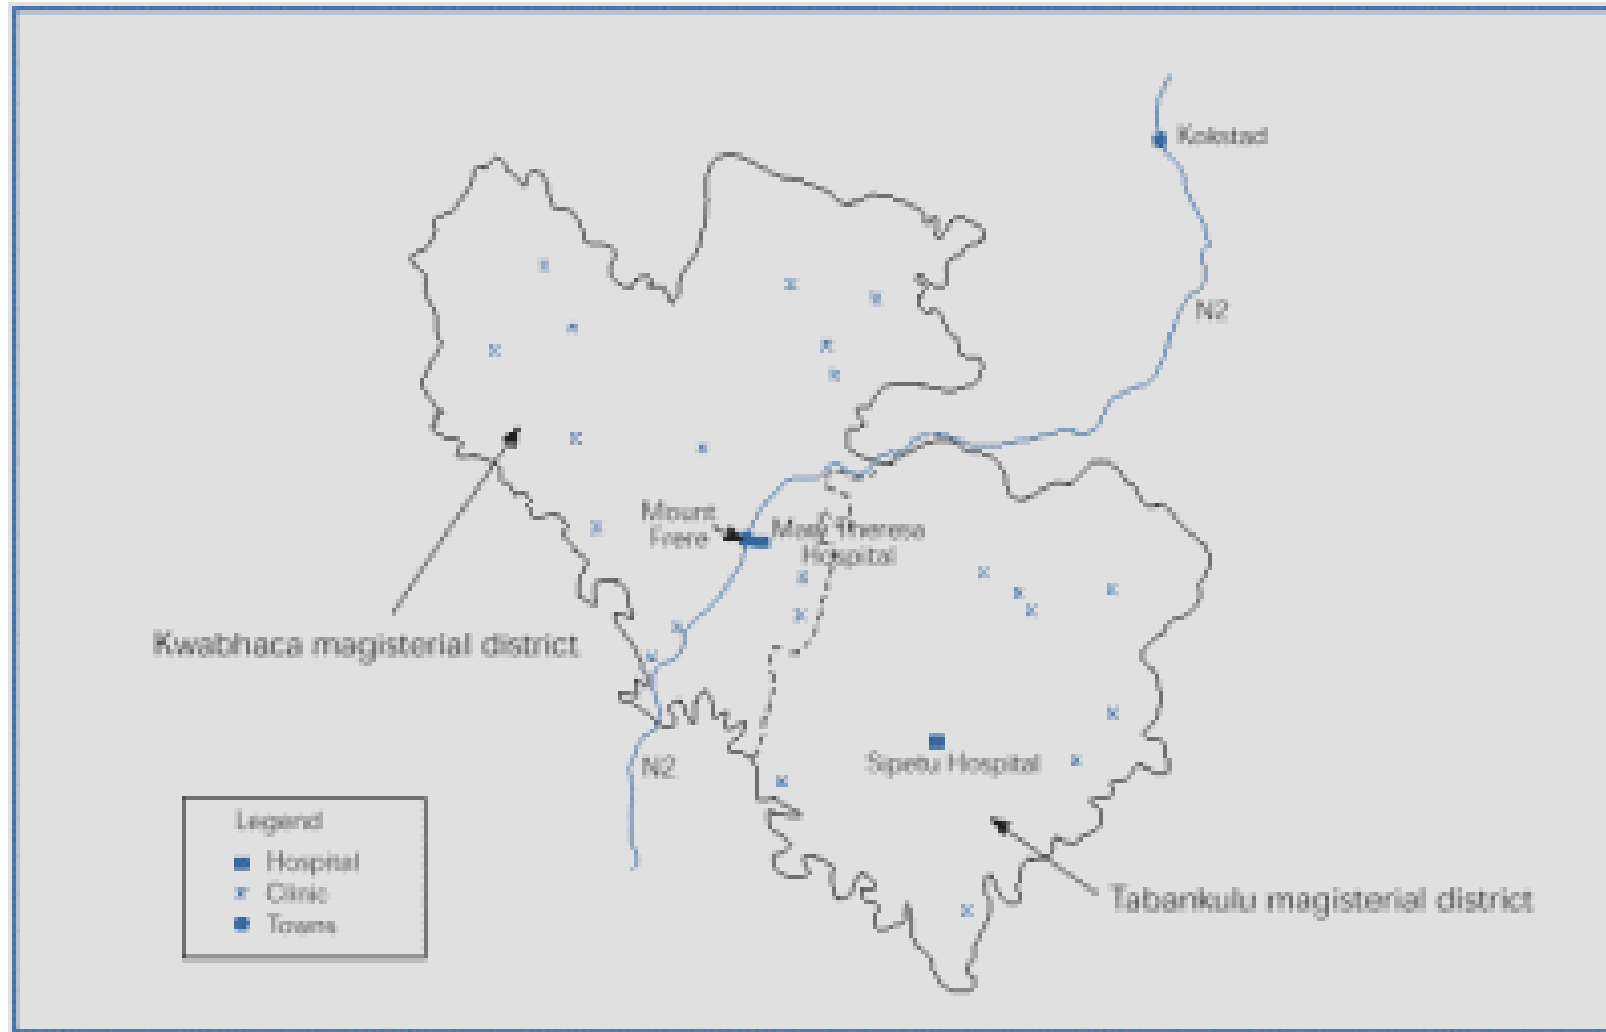 Kokstad
N2
Mount
Frere
Mary Theresa
Hospital
Kwabhaca magisterial district
N2
Sipetu Hospital
Legend
Hospital
Clinic
Towns
Tabankulu magisterial district